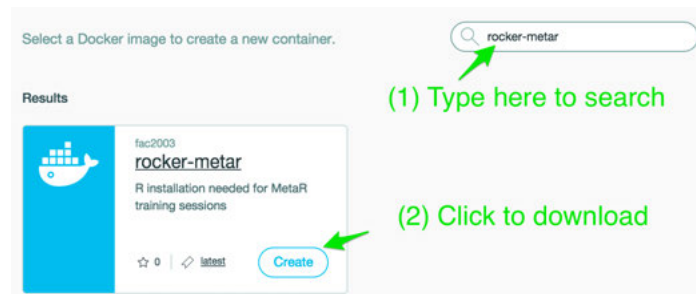 Select a Docker image to create a new container.
rocker-metar
(1) Type here to search
Results
fac2003
rocker-metar
R installation needed for MetaR
training sessions
(2) Click to download
0
latest
Create